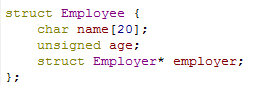 struct Employee {
    char name[20];
    unsigned age;
    struct Employer* employer;
};